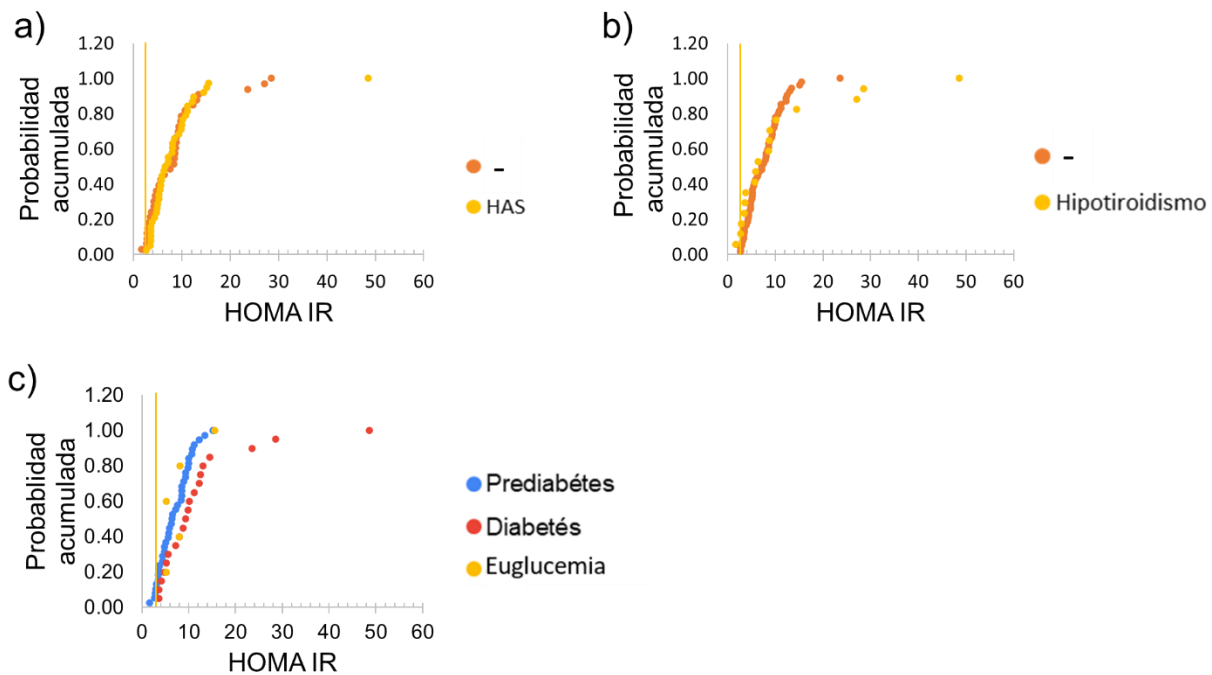 a)
Probabilidad
acumulada
1.20
1.00
0.80
0.60
0.40
0.20
0.00
0 10 20 30 40 50 60
HOMA IR
-
HAS
b)
Probabilidad
acumulada
1.20
1.00
0.80
0.60
0.40
0.20
0.00
0 10 20 30 40 50 60
HOMA IR
-
Hipotiroidismo
c)
Probablidad
acumulada
1.20
1.00
0.80
0.60
0.40
0.20
0.00
0 10 20 30 40 50 60
HOMA IR
Prediabétes
Diabetés
Euglucemia